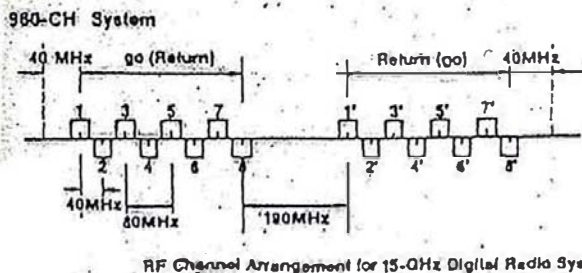 960-CH System
40 MHz go (Return) Return (go) 40MHz
1 3 5 7 1' 3' 5' 7'
2 4 6 8 2' 4' 6' 8'
40MHz 80MHz 190MHz
RF Channel Arrangement for 15-GHz Digital Radio Sys